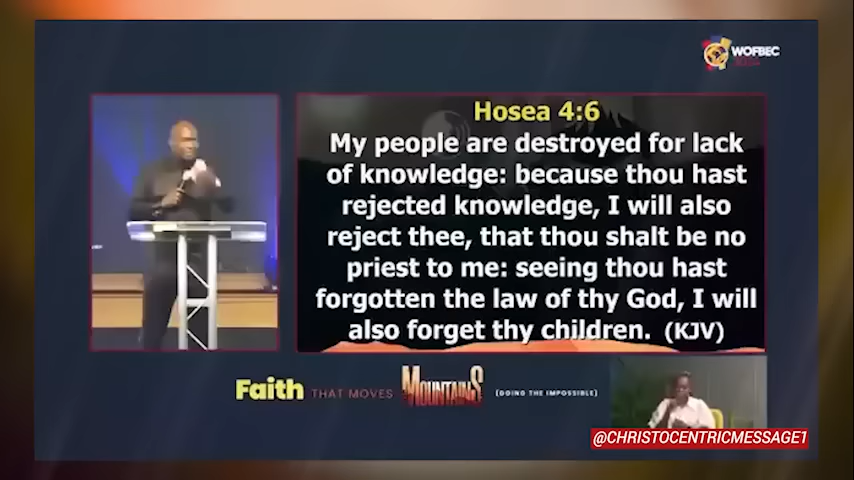 WOFBEC
Hosea 4:6
My people are destroyed for lack
of knowledge: because thou hast
rejected knowledge, I will also
reject thee, that thou shalt be no
priest to me: seeing thou hast
forgotten the law of thy God, I will
also forget thy children. (KJV)
Faith THAT MOVES MOUNTAINS [DOING THE IMPOSSIBLE]
@CHRISTOCENTRICMESSAGE1